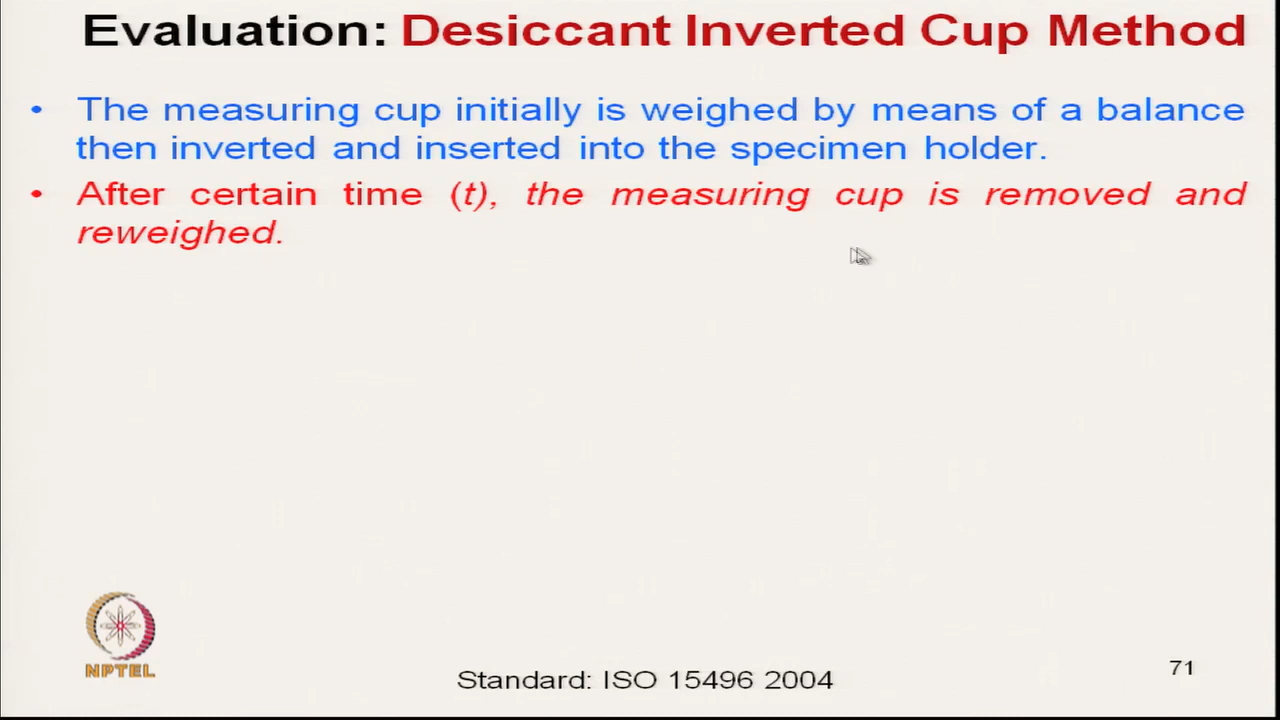 Evaluation: Desiccant Inverted Cup Method
• The measuring cup initially is weighed by means of a balance
then inverted and inserted into the specimen holder.
• After certain time (t), the measuring cup is removed and
reweighed.
NPTEL
Standard: ISO 15496 2004
71